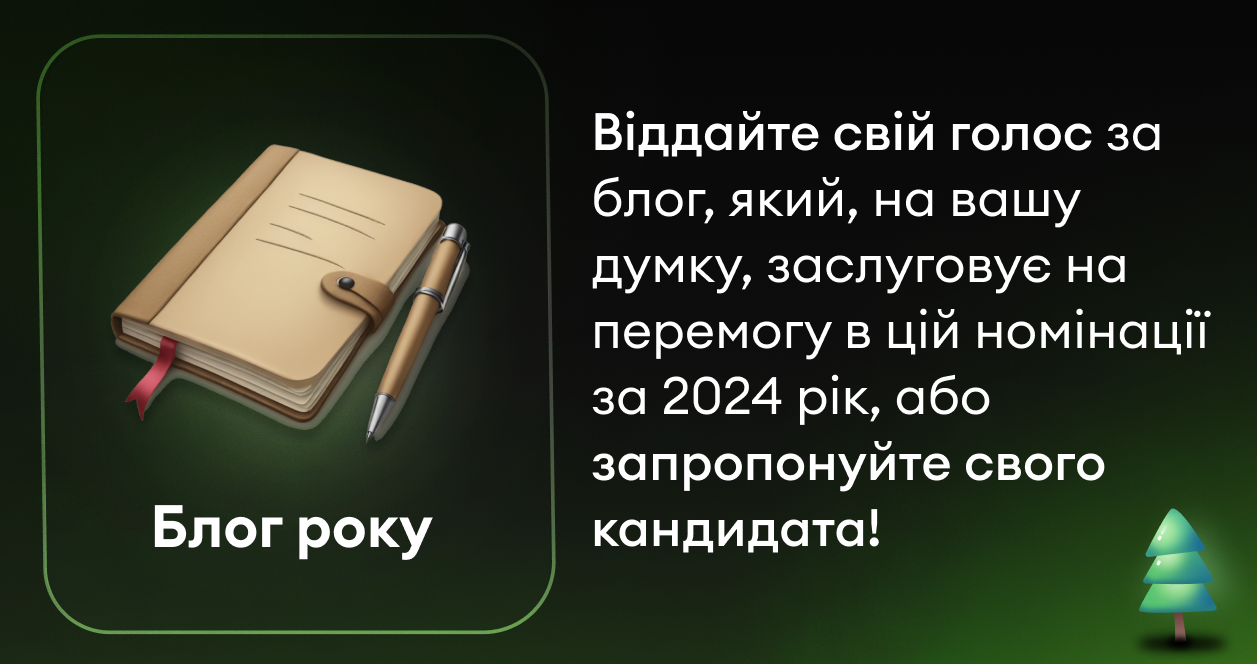 Віддайте свій голос за
блог, який, на вашу
думку, заслуговує на
перемогу в цій номінації
за 2024 рік, або
запропонуйте свого
кандидата!
Блог року